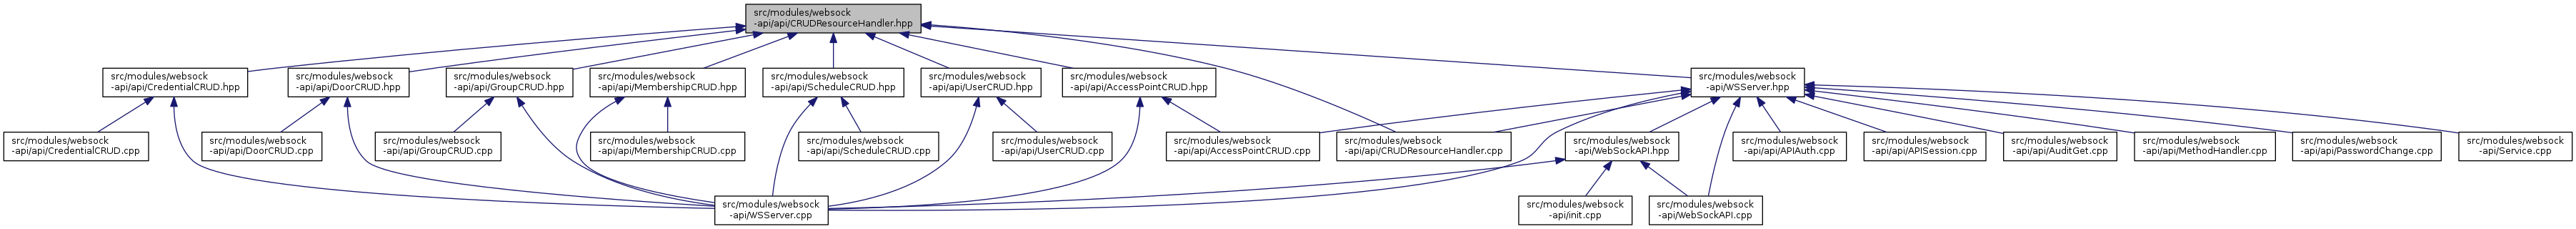 src/modules/websock
-api/api/CRUDResourceHandler.hpp
src/modules/websock
-api/api/CredentialCRUD.hpp
src/modules/websock
-api/api/DoorCRUD.hpp
src/modules/websock
-api/api/GroupCRUD.hpp
src/modules/websock
-api/api/MembershipCRUD.hpp
src/modules/websock
-api/api/ScheduleCRUD.hpp
src/modules/websock
-api/api/UserCRUD.hpp
src/modules/websock
-api/api/AccessPointCRUD.hpp
src/modules/websock
-api/WSServer.hpp
src/modules/websock
-api/api/CredentialCRUD.cpp
src/modules/websock
-api/api/DoorCRUD.cpp
src/modules/websock
-api/api/GroupCRUD.cpp
src/modules/websock
-api/api/MembershipCRUD.cpp
src/modules/websock
-api/api/ScheduleCRUD.cpp
src/modules/websock
-api/api/UserCRUD.cpp
src/modules/websock
-api/api/AccessPointCRUD.cpp
src/modules/websock
-api/api/CRUDResourceHandler.cpp
src/modules/websock
-api/WebSockAPI.hpp
src/modules/websock
-api/api/APIAuth.cpp
src/modules/websock
-api/api/APISession.cpp
src/modules/websock
-api/api/AuditGet.cpp
src/modules/websock
-api/api/MethodHandler.cpp
src/modules/websock
-api/api/PasswordChange.cpp
src/modules/websock
-api/Service.cpp
src/modules/websock
-api/WSServer.cpp
src/modules/websock
-api/init.cpp
src/modules/websock
-api/WebSockAPI.cpp